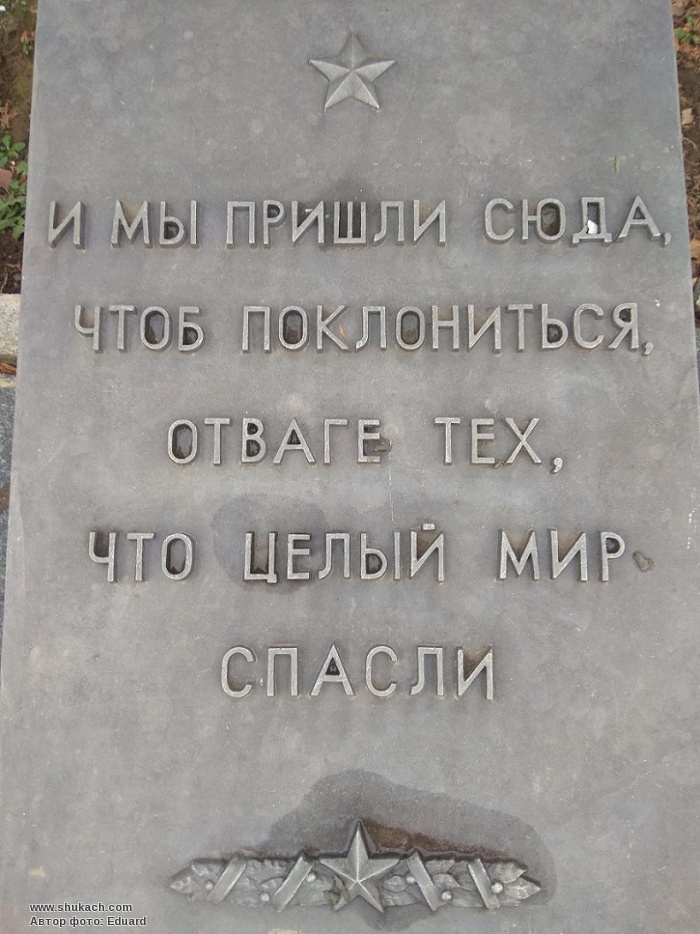 И МЫ ПРИШЛИ СЮДА,
ЧТОБ ПОКЛОНИТЬСЯ,
ОТВАГЕ ТЕХ,
ЧТО ЦЕЛЫЙ МИР
СПАСЛИ
www.shukach.com
Автор фото: Eduard